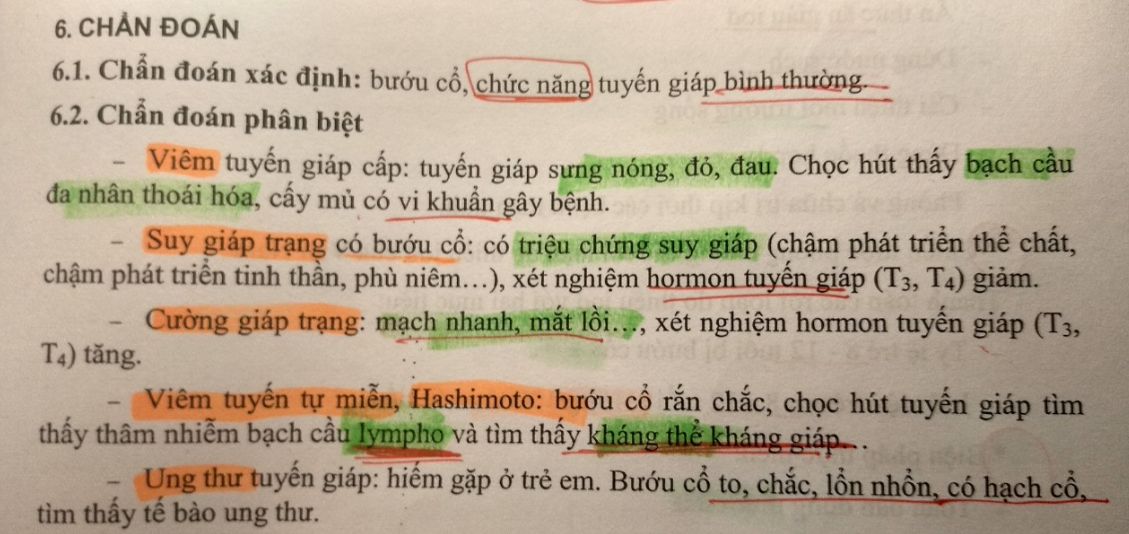 6. CHẨN ĐOÁN
6.1. Chẩn đoán xác định: bướu cổ, chức năng tuyến giáp bình thường.
6.2. Chẩn đoán phân biệt
– Viêm tuyến giáp cấp: tuyến giáp sưng nóng, đỏ, đau. Chọc hút thấy bạch cầu
đa nhân thoái hóa, cấy mủ có vi khuẩn gây bệnh.
– Suy giáp trạng có bướu cổ: có triệu chứng suy giáp (chậm phát triển thể chất,
chậm phát triển tinh thần, phù niêm…), xét nghiệm hormon tuyến giáp (T₃, T₄) giảm.
– Cường giáp trạng: mạch nhanh, mắt lồi…, xét nghiệm hormon tuyến giáp (T₃,
T₄) tăng.
– Viêm tuyến tự miễn, Hashimoto: bướu cổ rắn chắc, chọc hút tuyến giáp tìm
thấy thâm nhiễm bạch cầu lympho và tìm thấy kháng thể kháng giáp…
– Ung thư tuyến giáp: hiếm gặp ở trẻ em. Bướu cổ to, chắc, lổn nhổn, có hạch cổ,
tìm thấy tế bào ung thư.